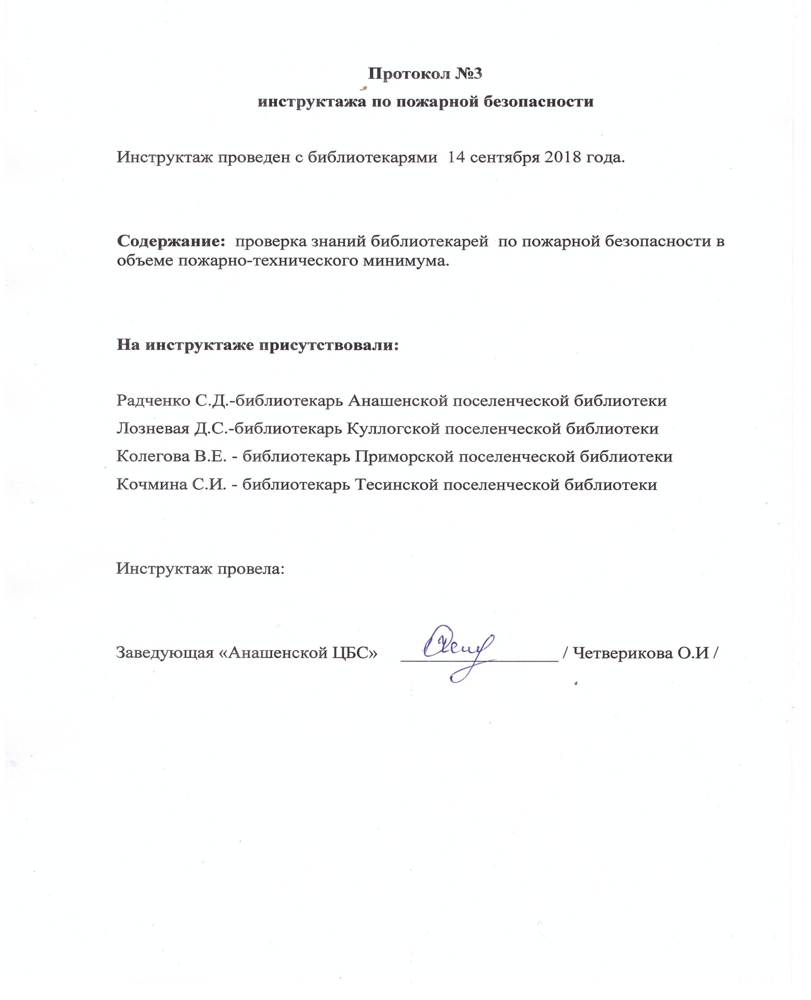 Протокол №3
инструктажа по пожарной безопасности
Инструктаж проведен с библиотекарями  14 сентября 2018 года.
Содержание:  проверка знаний библиотекарей  по пожарной безопасности в
объеме пожарно-технического минимума.
На инструктаже присутствовали:
Радченко С.Д.-библиотекарь Анашенской поселенческой библиотеки
Лозневая Д.С.-библиотекарь Куллогской поселенческой библиотеки
Колегова В.Е. - библиотекарь Приморской поселенческой библиотеки
Кочмина С.И. - библиотекарь Тесинской поселенческой библиотеки
Инструктаж провела:
Заведующая «Анашенской ЦБС» / Четверикова О.И /